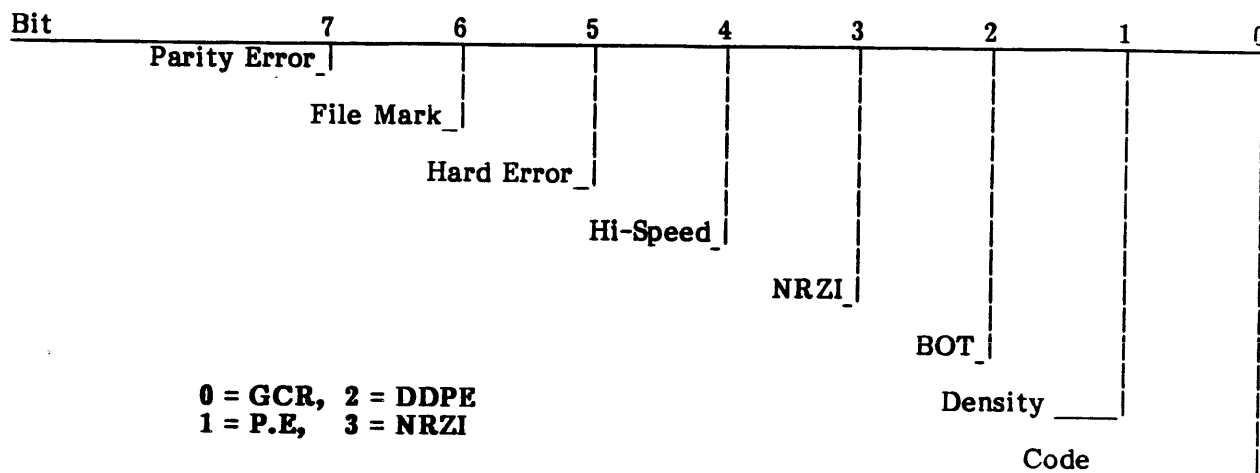 Bit 7 6 5 4 3 2 1 0
Parity Error
File Mark
Hard Error
Hi-Speed
NRZI
BOT
0 = GCR, 2 = DDPE
Density
1 = P.E, 3 = NRZI
Code